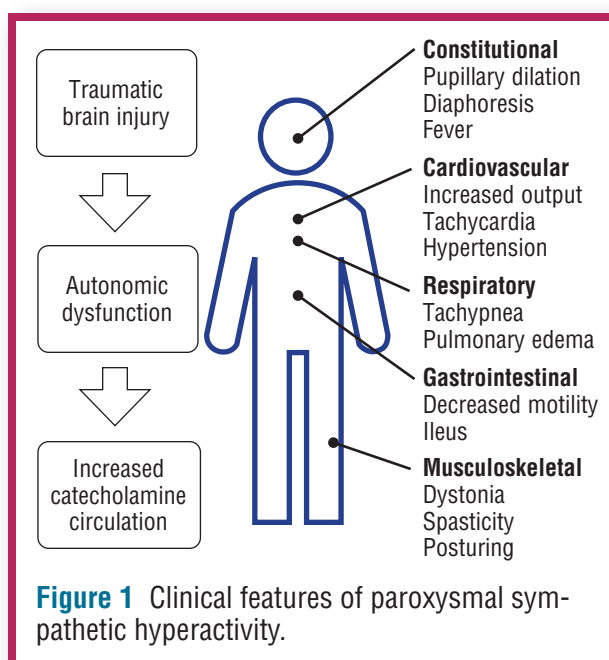 Traumatic
brain injury
Autonomic
dysfunction
Increased
catecholamine
circulation
Constitutional
Pupillary dilation
Diaphoresis
Fever
Cardiovascular
Increased output
Tachycardia
Hypertension
Respiratory
Tachypnea
Pulmonary edema
Gastrointestinal
Decreased motility
Ileus
Musculoskeletal
Dystonia
Spasticity
Posturing
Figure 1 Clinical features of paroxysmal sym-
pathetic hyperactivity.